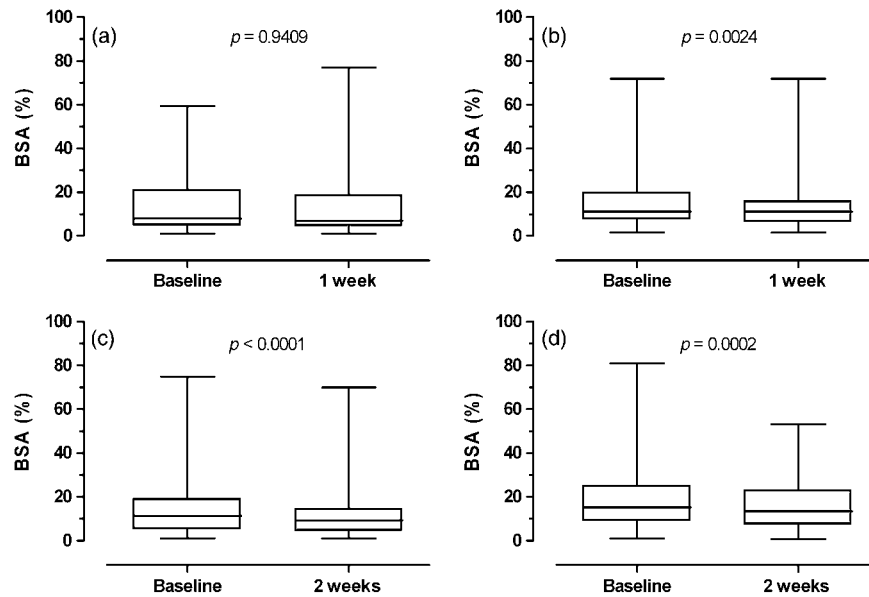 (a)
p = 0.9409
BSA (%)
100
80
60
40
20
0
Baseline
1 week
(b)
p = 0.0024
BSA (%)
100
80
60
40
20
0
Baseline
1 week
(c)
p < 0.0001
BSA (%)
100
80
60
40
20
0
Baseline
2 weeks
(d)
p = 0.0002
BSA (%)
100
80
60
40
20
0
Baseline
2 weeks